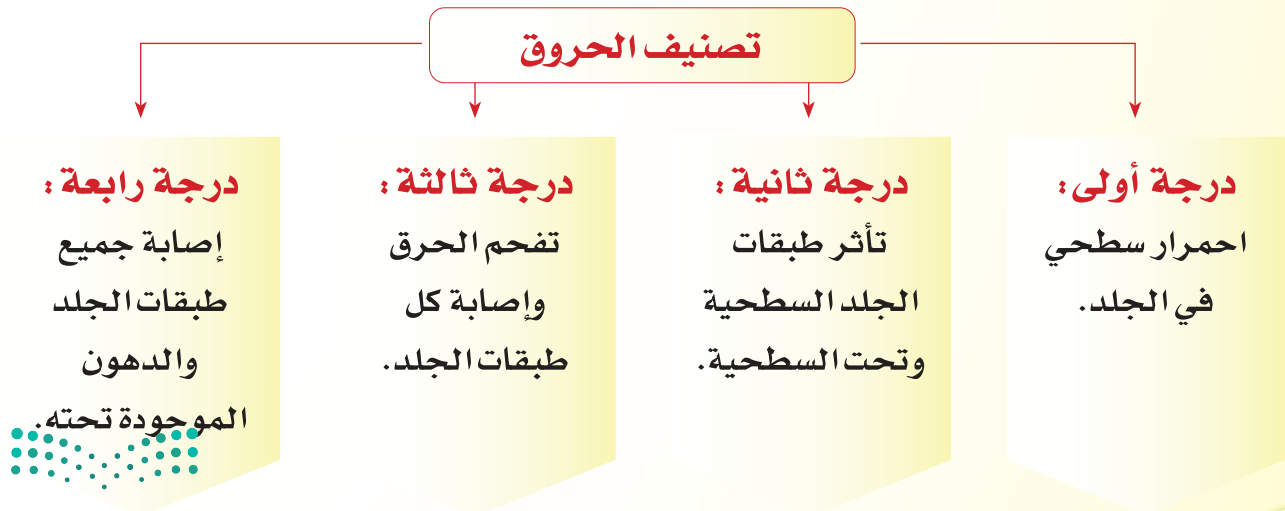 تصنيف الحروق
درجة أولى:
احمرار سطحي
في الجلد.
درجة ثانية:
تأثر طبقات
الجلد السطحية
وتحت السطحية.
درجة ثالثة:
تفحم الحرق
وإصابة كل
طبقات الجلد.
درجة رابعة:
إصابة جميع
طبقات الجلد
والدهون
الموجودة تحته.